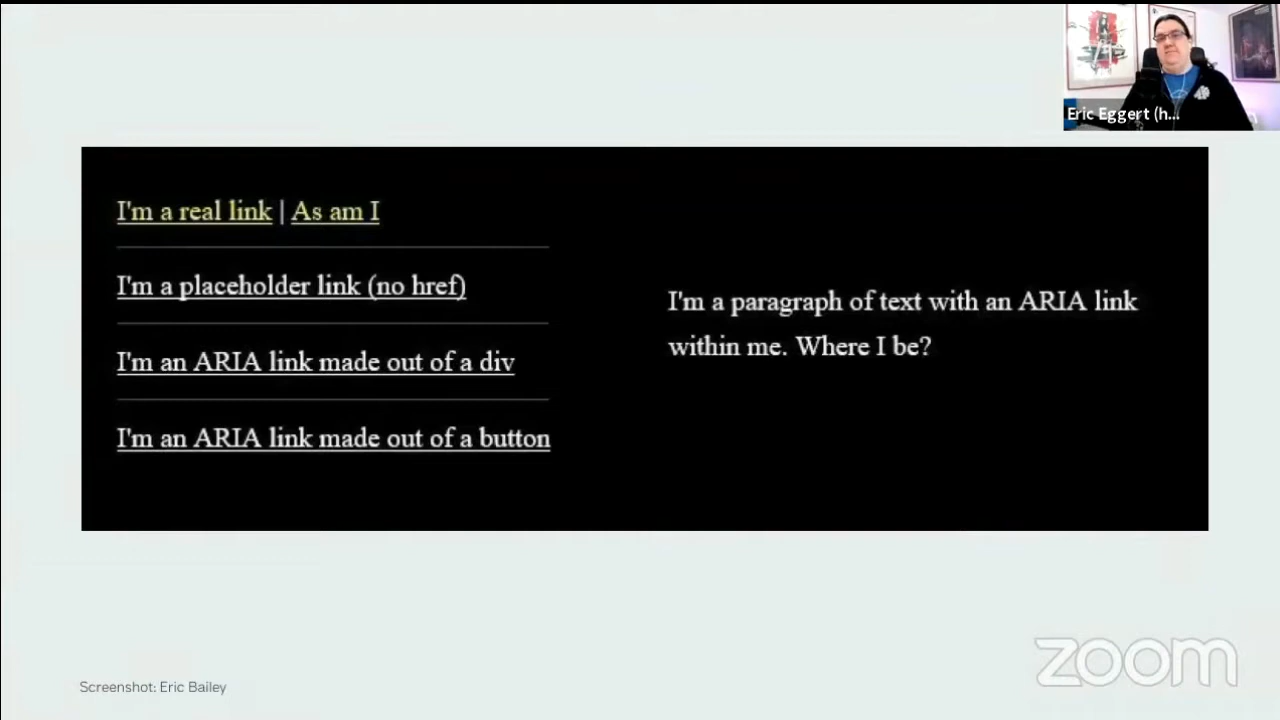 Eric Eggert (h...
I'm a real link | As am I
I'm a placeholder link (no href)
I'm an ARIA link made out of a div
I'm an ARIA link made out of a button
I'm a paragraph of text with an ARIA link
within me. Where I be?
zoom
Screenshot: Eric Bailey